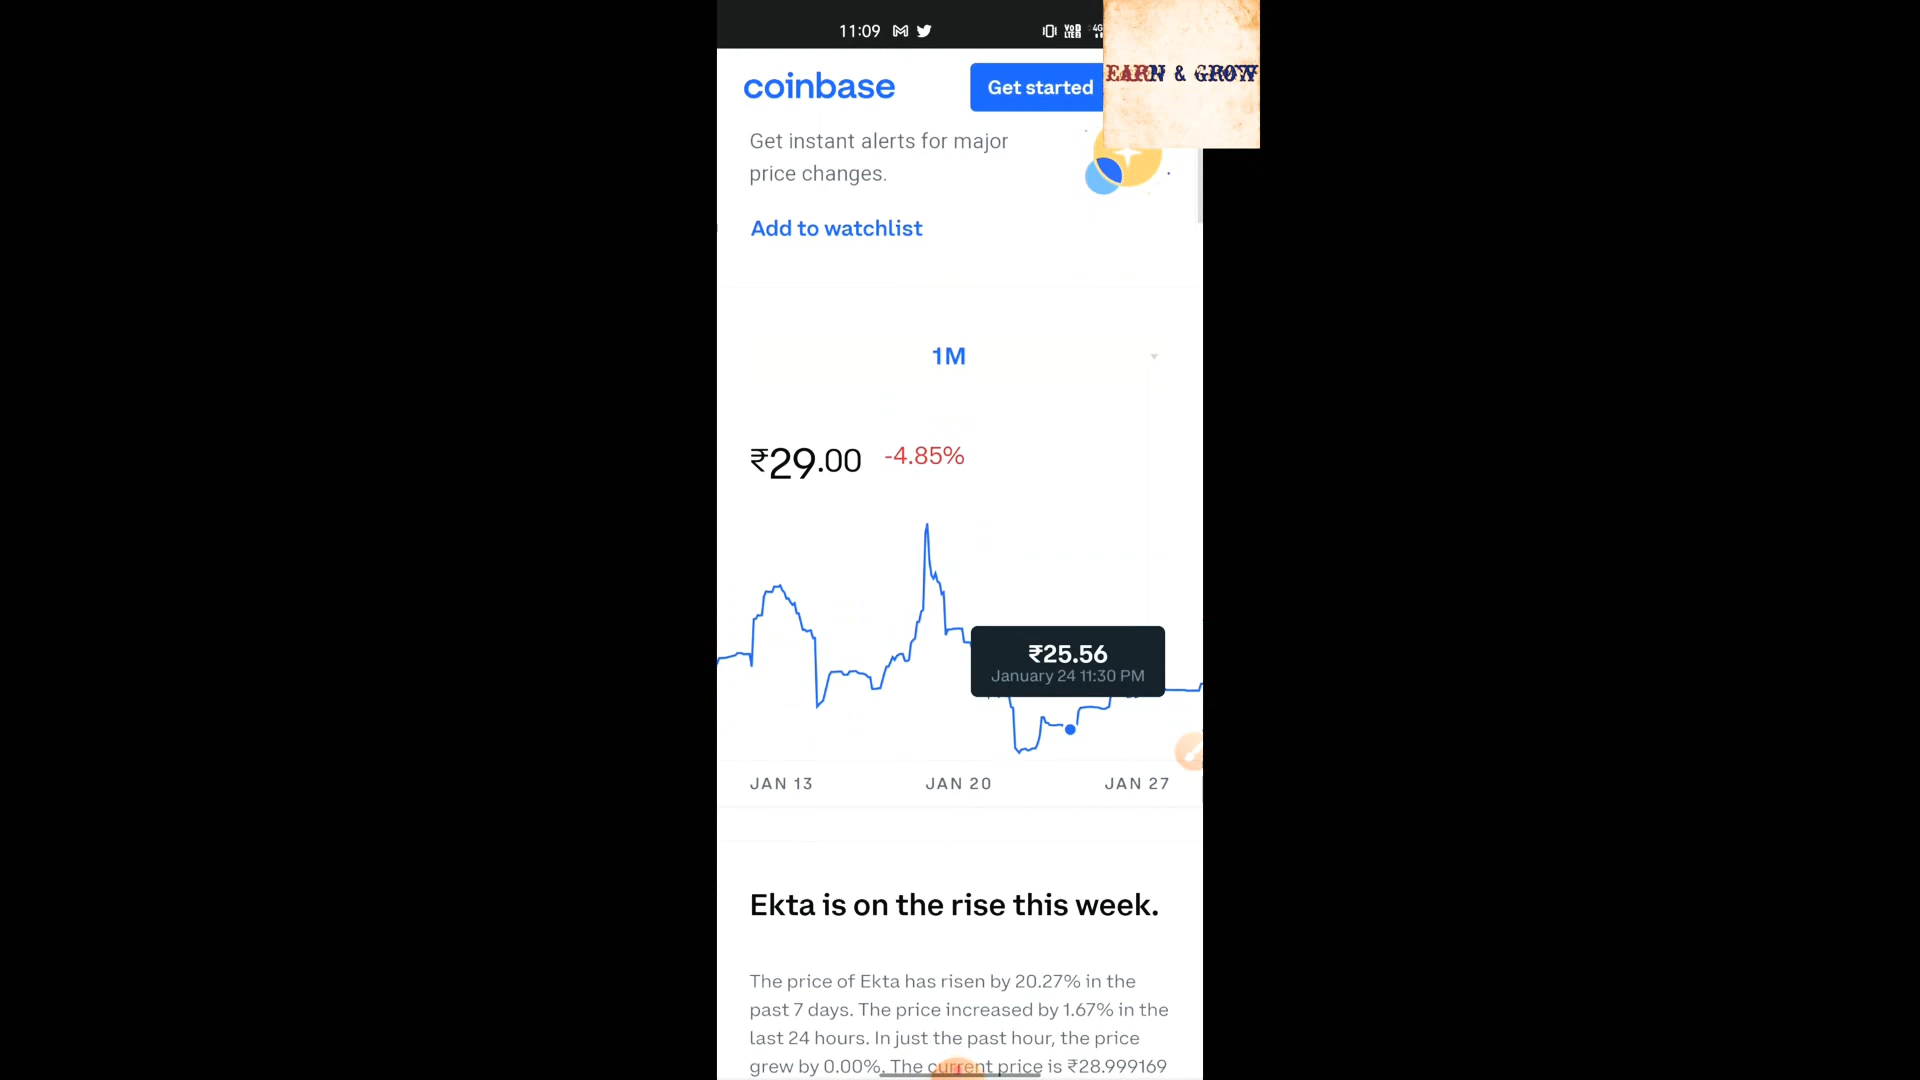 11:09
VoD
LTED
4G
EARN & GROW
coinbase
Get started
Get instant alerts for major
price changes.
Add to watchlist
1M
₹29.00 -4.85%
₹25.56
January 24 11:30 PM
JAN 13 JAN 20 JAN 27
Ekta is on the rise this week.
The price of Ekta has risen by 20.27% in the
past 7 days. The price increased by 1.67% in the
last 24 hours. In just the past hour, the price
grew by 0.00%. The current price is ₹28.999169